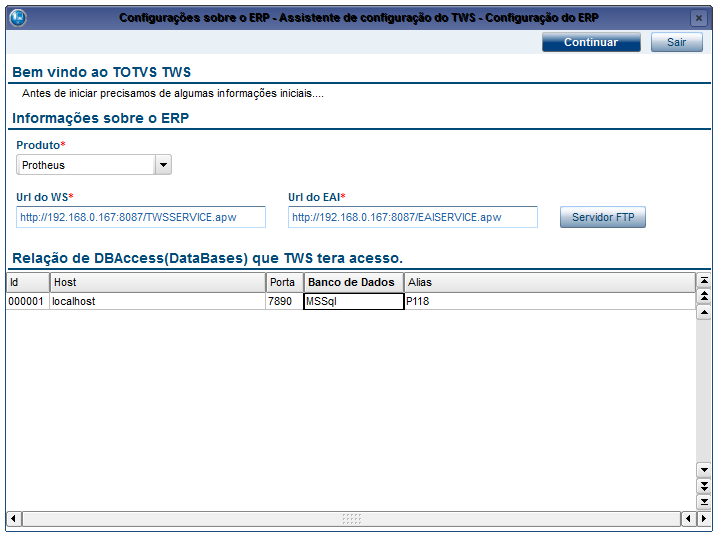 Configurações sobre o ERP - Assistente de configuração do TWS - Configuração do ERP
Continuar Sair
Bem vindo ao TOTVS TWS
Antes de iniciar precisamos de algumas informações iniciais....
Informações sobre o ERP
Produto*
Protheus
Url do WS* Url do EAI*
http://192.168.0.167:8087/TWSSERVICE.apw http://192.168.0.167:8087/EAISERVICE.apw Servidor FTP
Relação de DBAccess(DataBases) que TWS tera acesso.
Id Host Porta Banco de Dados Alias
000001 localhost 7890 MSSql P118